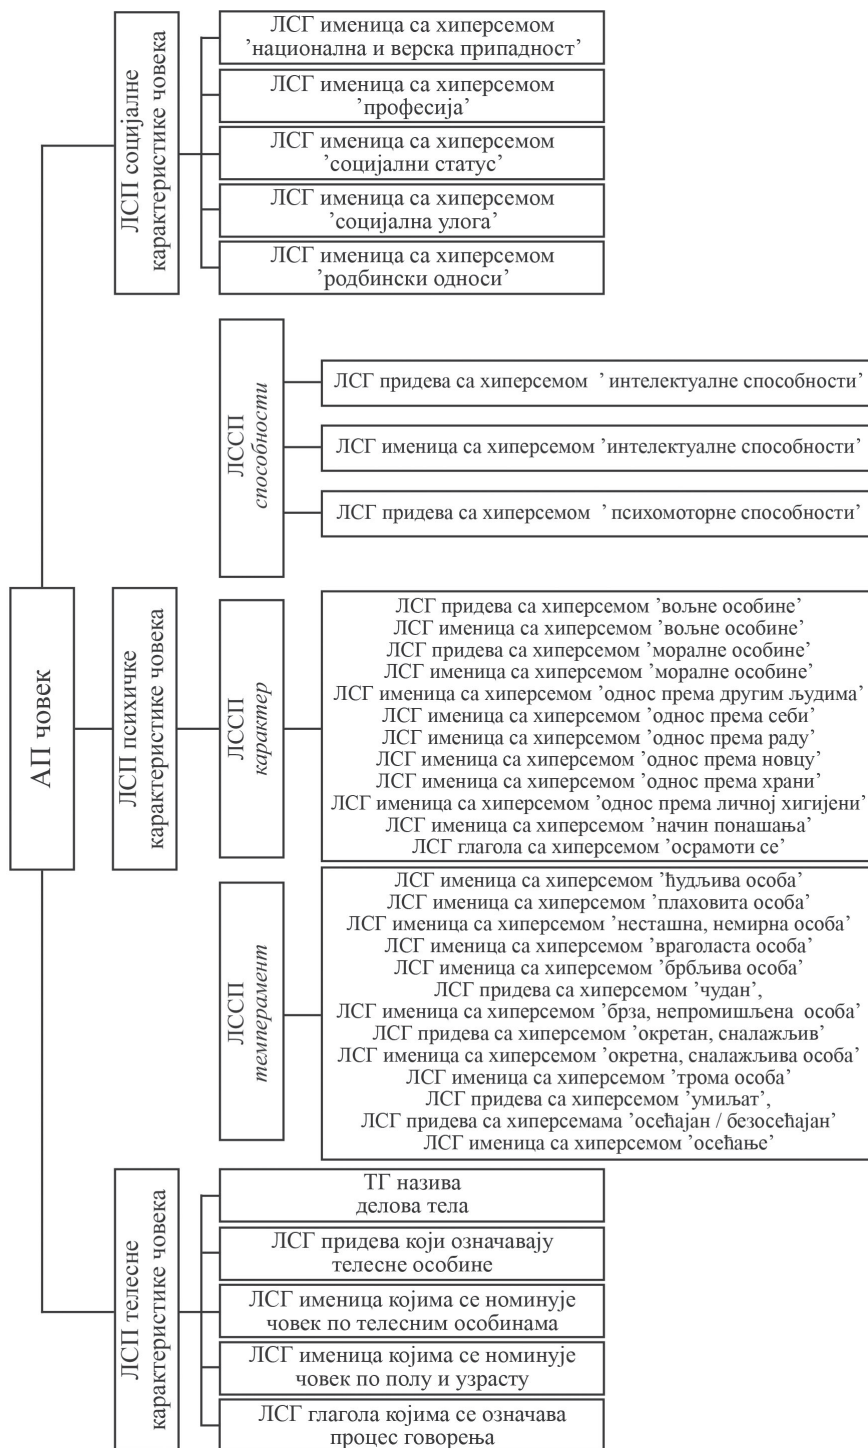 АП човек
ЛСП социјалне
карактеристике човека
ЛСГ именица са хиперсемом
’национална и верска припадност’
ЛСГ именица са хиперсемом
’професија’
ЛСГ именица са хиперсемом
’социјални статус’
ЛСГ именица са хиперсемом
’социјална улога’
ЛСГ именица са хиперсемом
’родбински односи’
ЛСП психичке
карактеристике човека
ЛССП
способности
ЛСГ придева са хиперсемом ’ интелектуалне способности’
ЛСГ именица са хиперсемом ’интелектуалне способности’
ЛСГ придева са хиперсемом ’ психомоторне способности’
ЛССП
карактер
ЛСГ придева са хиперсемом ’вољне особине’
ЛСГ именица са хиперсемом ’вољне особине’
ЛСГ придева са хиперсемом ’моралне особине’
ЛСГ именица са хиперсемом ’моралне особине’
ЛСГ именица са хиперсемом ’однос према другим људима’
ЛСГ именица са хиперсемом ’однос према себи’
ЛСГ именица са хиперсемом ’однос према раду’
ЛСГ именица са хиперсемом ’однос према новцу’
ЛСГ именица са хиперсемом ’однос према храни’
ЛСГ именица са хиперсемом ’однос према личној хигијени’
ЛСГ именица са хиперсемом ’начин понашања’
ЛСГ глагола са хиперсемом ’осрамоти се’
ЛССП
темперамент
ЛСГ именица са хиперсемом ’ћудљива особа’
ЛСГ именица са хиперсемом ’плаховита особа’
ЛСГ именица са хиперсемом ’несташна, немирна особа’
ЛСГ именица са хиперсемом ’враголаста особа’
ЛСГ именица са хиперсемом ’брбљива особа’
ЛСГ придева са хиперсемом ’чудан’,
ЛСГ именица са хиперсемом ’брза, непромишљена особа’
ЛСГ придева са хиперсемом ’окретан, сналажљив’
ЛСГ именица са хиперсемом ’окретна, сналажљива особа’
ЛСГ именица са хиперсемом ’трома особа’
ЛСГ придева са хиперсемом ’умиљат’,
ЛСГ придева са хиперсемама ’осећајан / безосећајан’
ЛСГ именица са хиперсемом ’осећање’
ЛСП телесне
карактеристике човека
ТГ назива
делова тела
ЛСГ придева који означавају
телесне особине
ЛСГ именица којима се номинује
човек по телесним особинама
ЛСГ именица којима се номинује
човек по полу и узрасту
ЛСГ глагола којима се означава
процес говорења